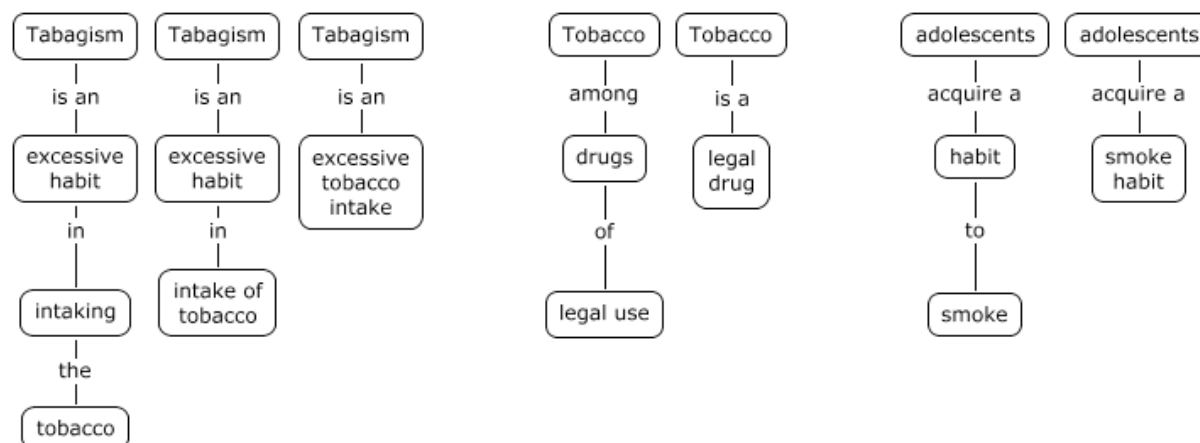 Tabagism
is an
excessive
habit
in
intaking
the
tobacco
Tabagism
is an
excessive
habit
in
intake of
tobacco
Tabagism
is an
excessive
tobacco
intake
Tobacco
among
drugs
of
legal use
Tobacco
is a
legal
drug
adolescents
acquire a
habit
to
smoke
adolescents
acquire a
smoke
habit